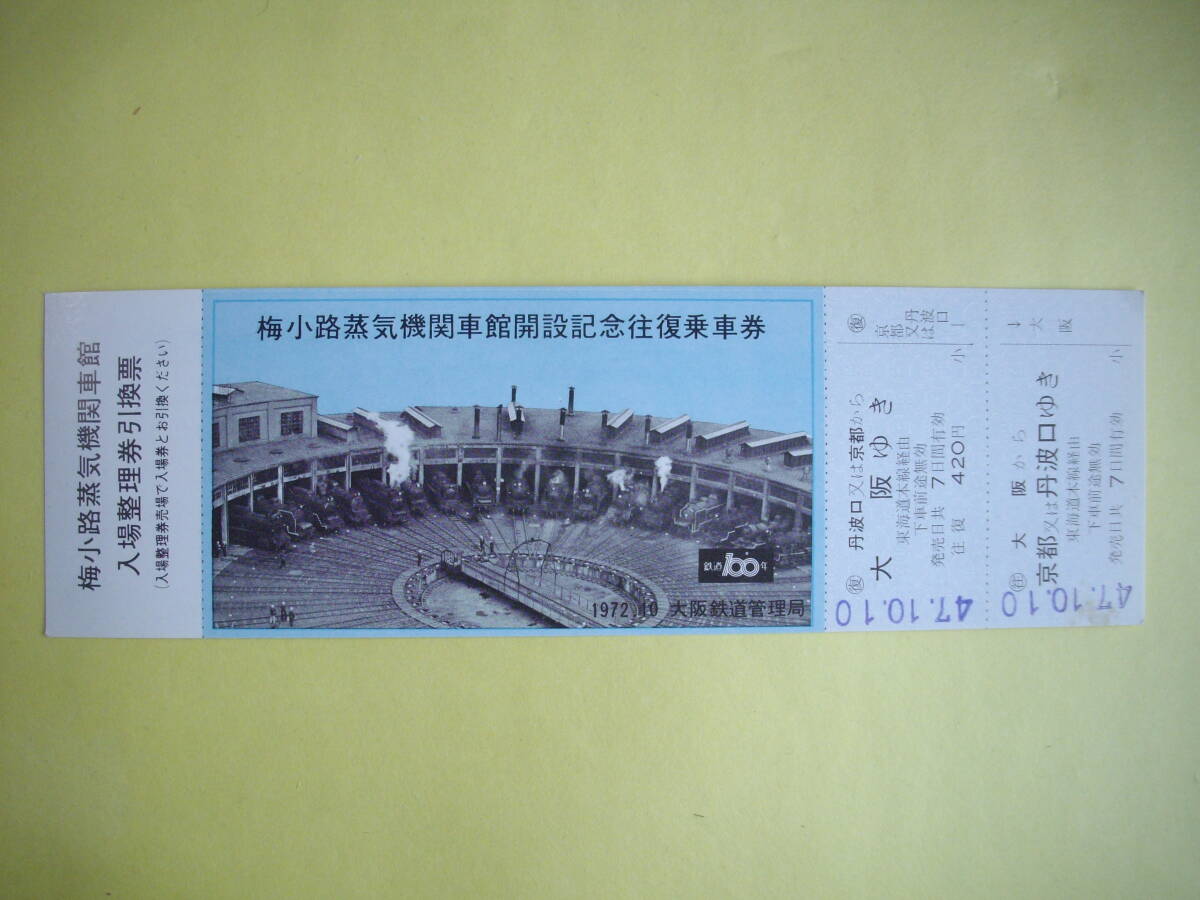 梅小路蒸気機関車館
入場整理券引換票
(入場整理券売場で入場券とお引換ください)
梅小路蒸気機関車館開設記念往復乗車券
鉄道100年
1972.10 大阪鉄道管理局
復
丹波口又は京都から
大阪ゆき
東海道本線経由
下車前途無効
発売日共 7日間有効
往復 420円
復
丹波口
又は
京都
小
47.10.10
往
大阪から
京都又は丹波口ゆき
東海道本線経由
下車前途無効
発売日共 7日間有効
↓大阪
小
47.10.10